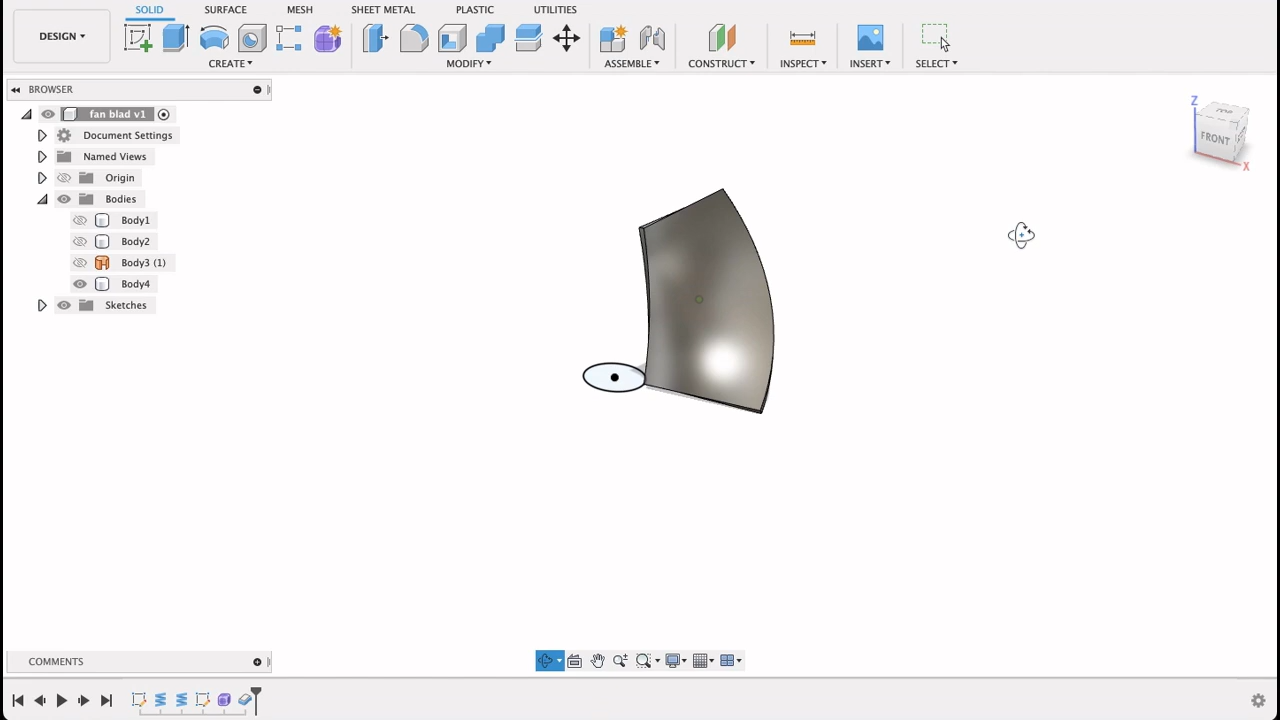 SOLID SURFACE MESH SHEET METAL PLASTIC UTILITIES
DESIGN
CREATE MODIFY ASSEMBLE CONSTRUCT INSPECT INSERT SELECT
BROWSER
fan blad v1
Document Settings
Named Views
Origin
Bodies
Body1
Body2
Body3 (1)
Body4
Sketches
Z
TOP
FRONT
X
COMMENTS